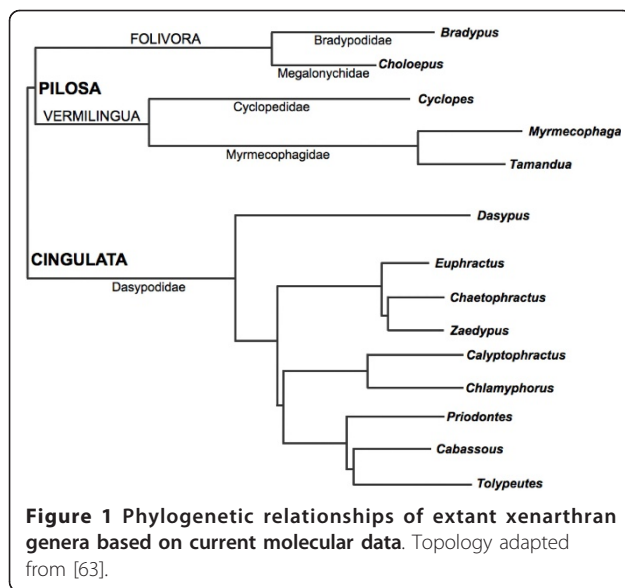 FOLIVORA
Bradypodidae
Bradypus
Megalonychidae
Choloepus
PILOSA
VERMILINGUA
Cyclopedidae
Cyclopes
Myrmecophagidae
Myrmecophaga
Tamandua
CINGULATA
Dasypodidae
Dasypus
Euphractus
Chaetophractus
Zaedypus
Calyptophractus
Chlamyphorus
Priodontes
Cabassous
Tolypeutes
Figure 1 Phylogenetic relationships of extant xenarthran
genera based on current molecular data. Topology adapted
from [63].